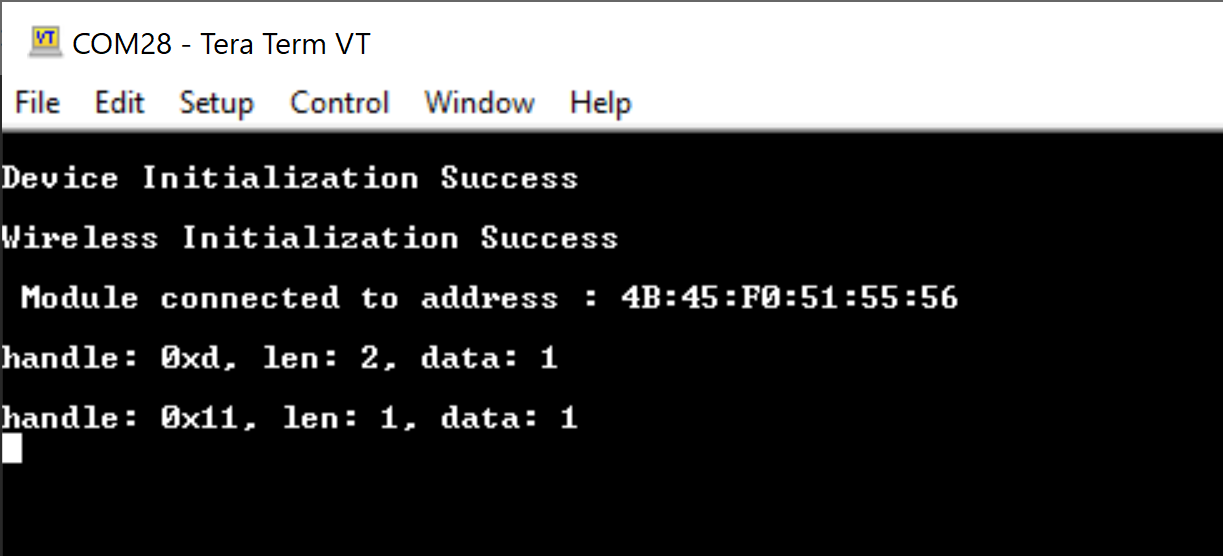 VT
COM28 - Tera Term VT
File Edit Setup Control Window Help
Device Initialization Success
Wireless Initialization Success
Module connected to address : 4B:45:F0:51:55:56
handle: 0xd, len: 2, data: 1
handle: 0x11, len: 1, data: 1